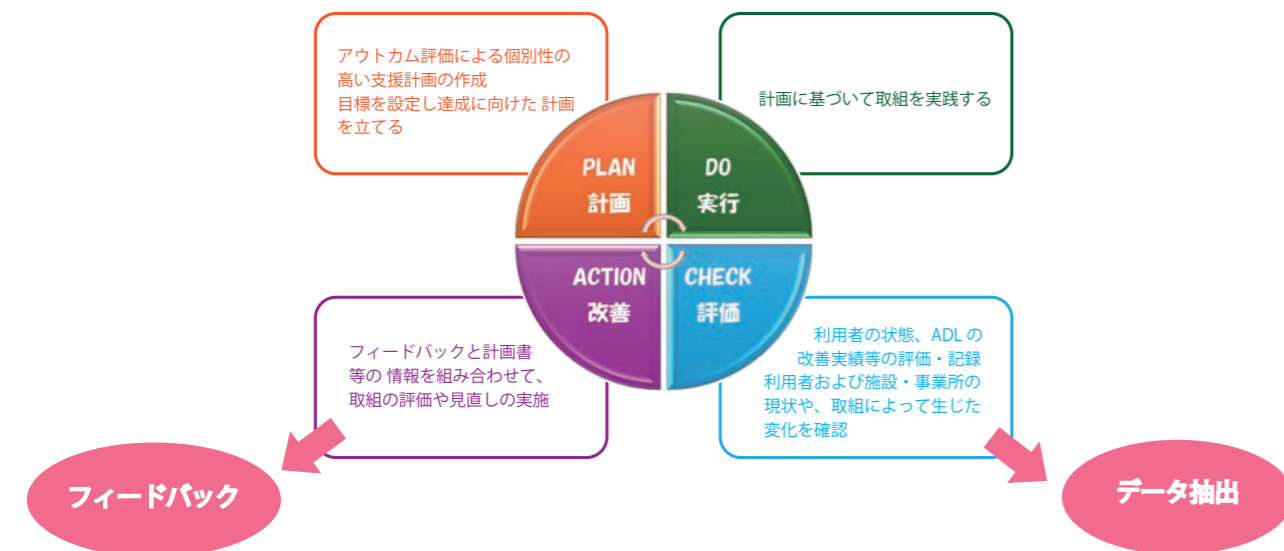 アウトカム評価による個別性の
高い支援計画の作成
目標を設定し達成に向けた 計画
を立てる
計画に基づいて取組を実践する
PLAN
計画
DO
実行
ACTION
改善
CHECK
評価
フィードバックと計画書
等の 情報を組み合わせて、
取組の評価や見直しの実施
利用者の状態、ADL の
改善実績等の評価・記録
利用者および施設・事業所の
現状や、取組によって生じた
変化を確認
フィードバック
データ抽出